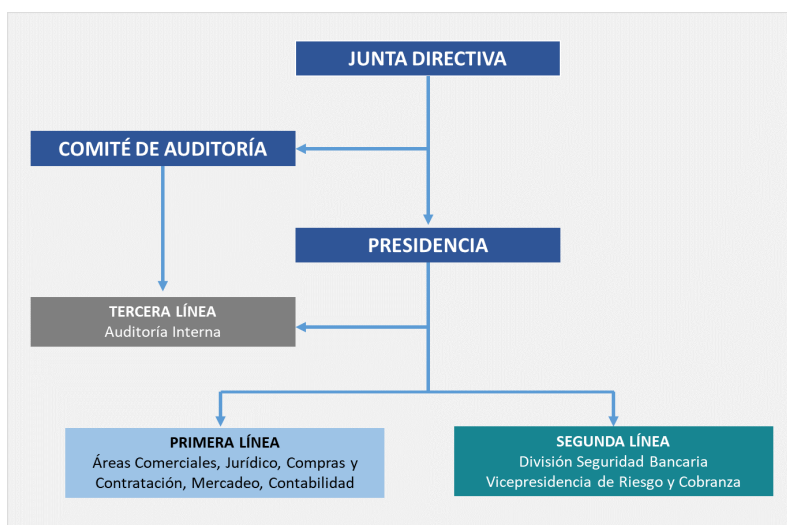 JUNTA DIRECTIVA
COMITÉ DE AUDITORÍA
PRESIDENCIA
TERCERA LÍNEA
Auditoría Interna
PRIMERA LÍNEA
Áreas Comerciales, Jurídico, Compras y
Contratación, Mercadeo, Contabilidad
SEGUNDA LÍNEA
División Seguridad Bancaria
Vicepresidencia de Riesgo y Cobranza